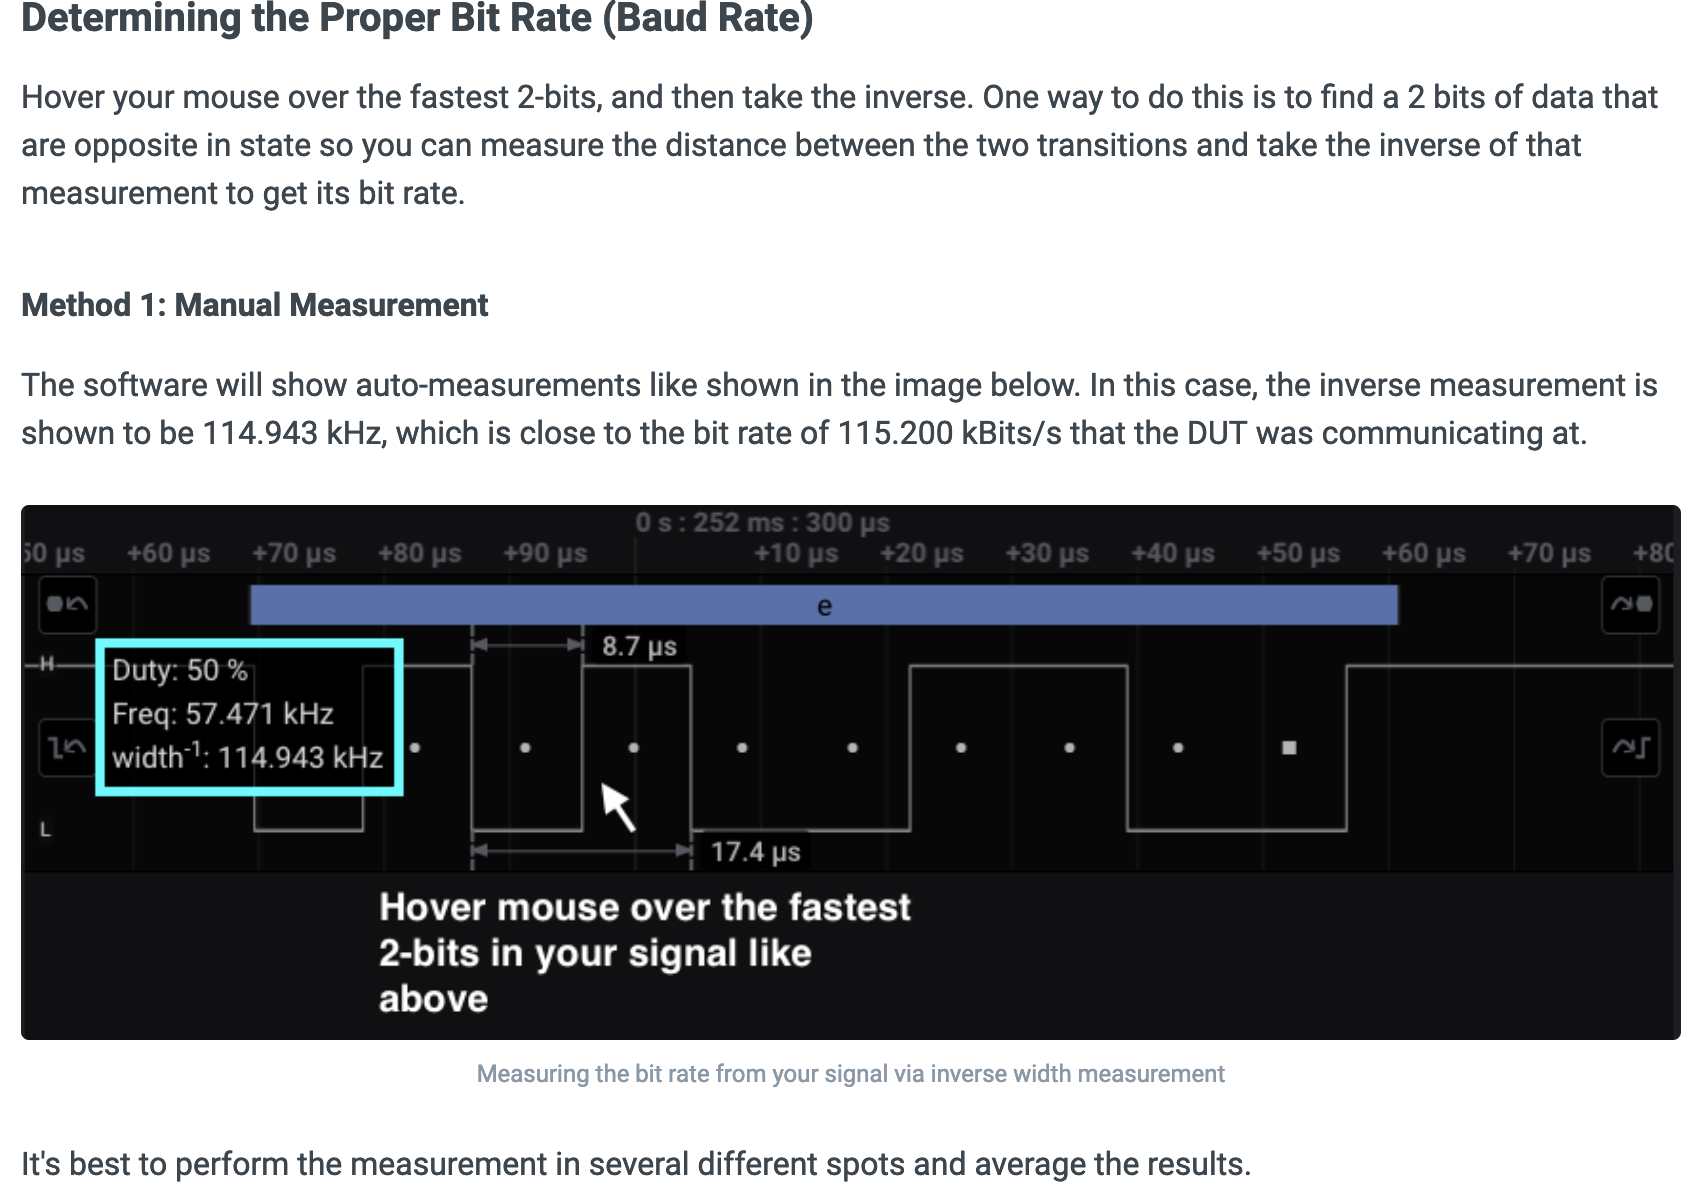 Determining the Proper Bit Rate (Baud Rate)
Hover your mouse over the fastest 2-bits, and then take the inverse. One way to do this is to find a 2 bits of data that
are opposite in state so you can measure the distance between the two transitions and take the inverse of that
measurement to get its bit rate.
Method 1: Manual Measurement
The software will show auto-measurements like shown in the image below. In this case, the inverse measurement is
shown to be 114.943 kHz, which is close to the bit rate of 115.200 kBits/s that the DUT was communicating at.
0 s : 252 ms : 300 µs
50 µs +60 µs +70 µs +80 µs +90 µs +10 µs +20 µs +30 µs +40 µs +50 µs +60 µs +70 µs +80
e
8.7 µs
H
Duty: 50 %
Freq: 57.471 kHz
width⁻¹: 114.943 kHz
L
17.4 µs
Hover mouse over the fastest
2-bits in your signal like
above
Measuring the bit rate from your signal via inverse width measurement
It's best to perform the measurement in several different spots and average the results.